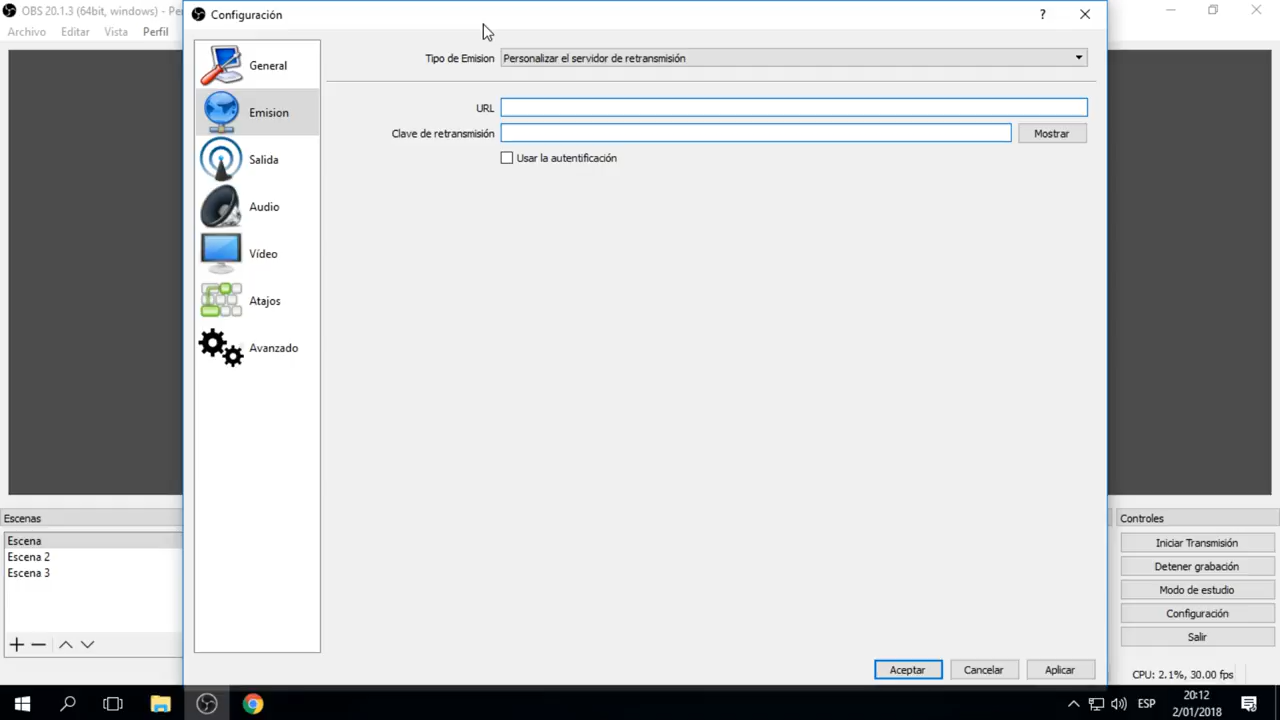 OBS 20.1.3 (64bit, windows) - Pe
Configuración
?
Archivo
Editar
Vista
Perfil
General
Emision
Salida
Audio
Vídeo
Atajos
Avanzado
Tipo de Emision
Personalizar el servidor de retransmisión
URL
Clave de retransmisión
Mostrar
Usar la autentificación
Escenas
Escena
Escena 2
Escena 3
Controles
Iniciar Transmisión
Detener grabación
Modo de estudio
Configuración
Salir
Aceptar
Cancelar
Aplicar
CPU: 2.1%, 30.00 fps
ESP
20:12
2/01/2018